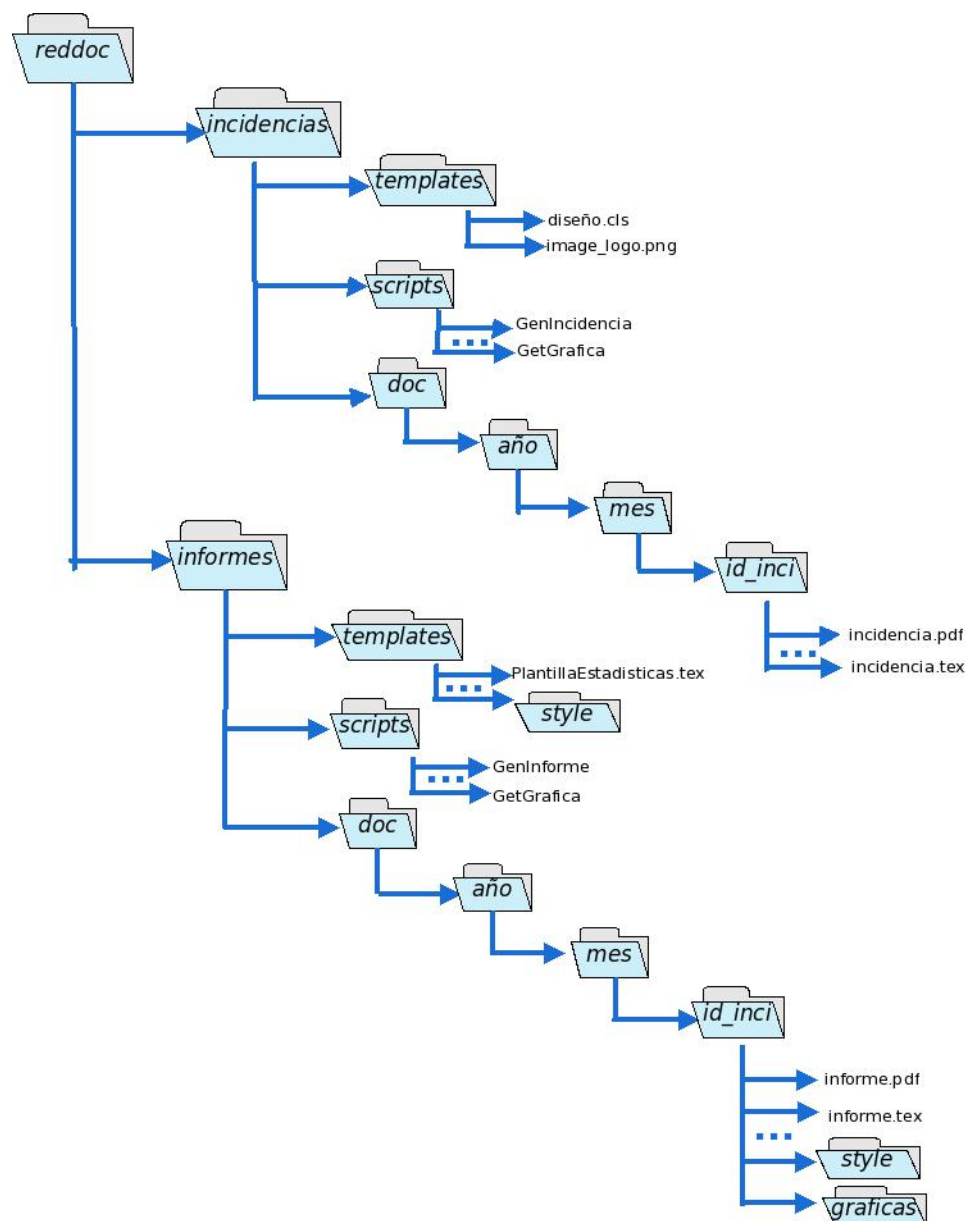 reddoc
incidencias
templates
diseño.cls
image_logo.png
scripts
GenIncidencia
GetGrafica
doc
año
mes
id_inci
incidencia.pdf
incidencia.tex
informes
templates
PlantillaEstadisticas.tex
style
scripts
GenInforme
GetGrafica
doc
año
mes
id_inci
informe.pdf
informe.tex
style
graficas